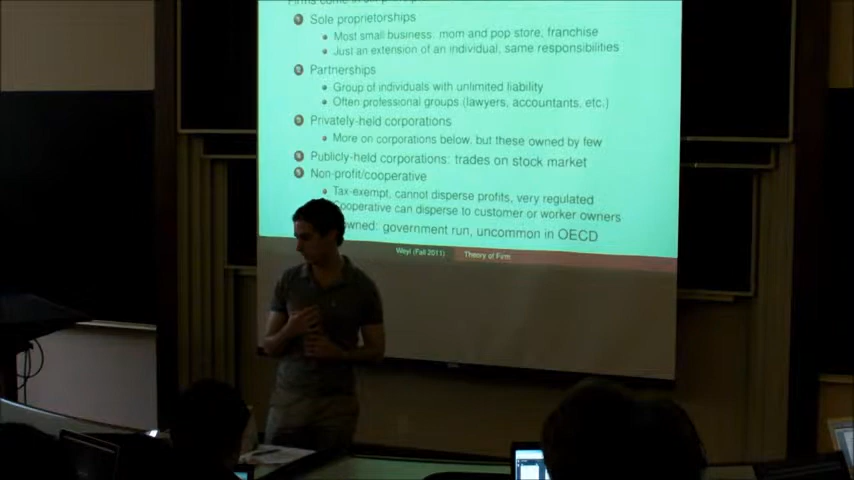 Firms come in
Sole proprietorships
Most small business: mom and pop store, franchise
Just an extension of an individual, same responsibilities
Partnerships
Group of individuals with unlimited liability
Often professional groups (lawyers, accountants, etc.)
Privately-held corporations
More on corporations below, but these owned by few
Publicly-held corporations: trades on stock market
Non-profit/cooperative
Tax-exempt, cannot disperse profits, very regulated
Cooperative can disperse to customer or worker owners
owned: government run, uncommon in OECD
Weyl (Fall 2011) Theory of Firm